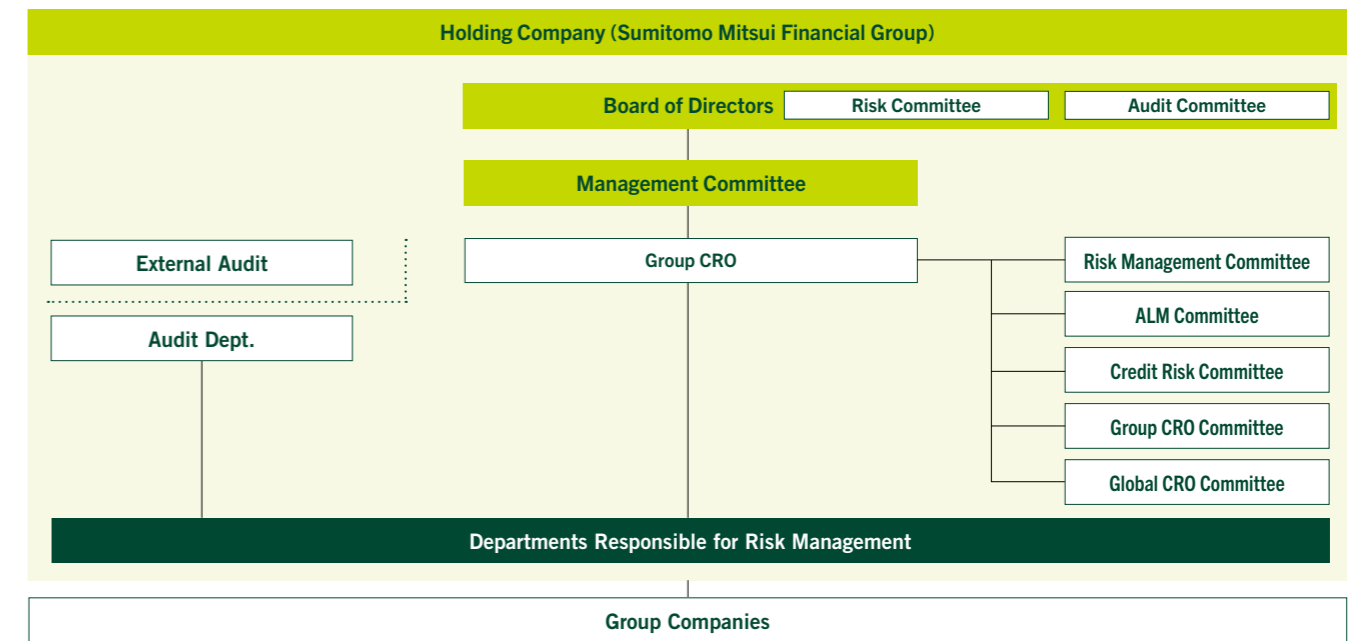 Holding Company (Sumitomo Mitsui Financial Group)
Board of Directors
Risk Committee
Audit Committee
Management Committee
External Audit
Group CRO
Risk Management Committee
ALM Committee
Audit Dept.
Credit Risk Committee
Group CRO Committee
Global CRO Committee
Departments Responsible for Risk Management
Group Companies